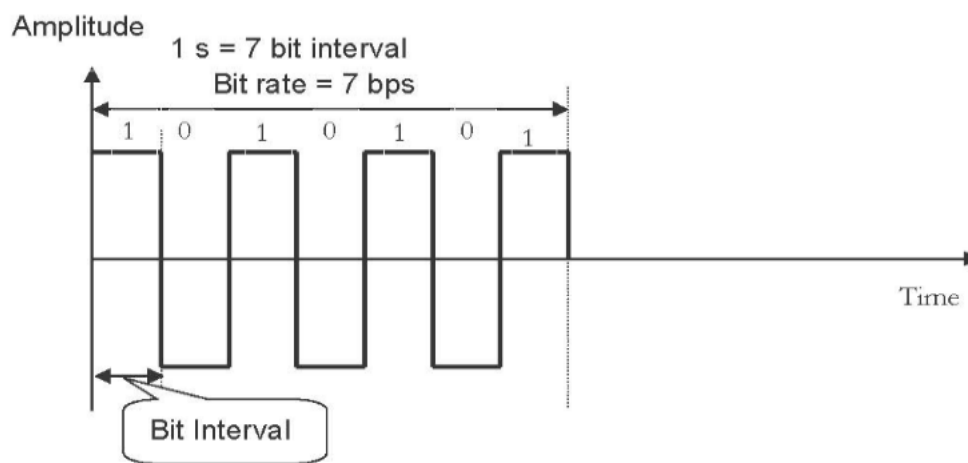 Amplitude
1 s = 7 bit interval
Bit rate = 7 bps
1 0 1 0 1 0 1
Time
Bit Interval